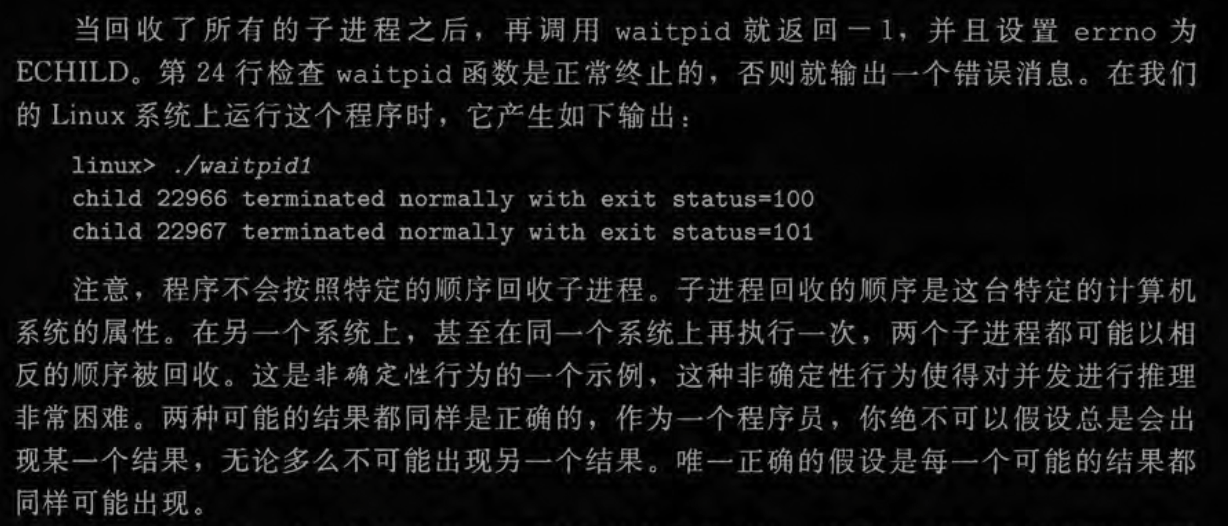 当回收了所有的子进程之后，再调用 waitpid 就返回－1，并且设置 errno 为
ECHILD。第 24 行检查 waitpid 函数是正常终止的，否则就输出一个错误消息。在我们
的 Linux 系统上运行这个程序时，它产生如下输出：
linux> ./waitpid1
child 22966 terminated normally with exit status=100
child 22967 terminated normally with exit status=101
注意，程序不会按照特定的顺序回收子进程。子进程回收的顺序是这台特定的计算机
系统的属性。在另一个系统上，甚至在同一个系统上再执行一次，两个子进程都可能以相
反的顺序被回收。这是非确定性行为的一个示例，这种非确定性行为使得对并发进行推理
非常困难。两种可能的结果都同样是正确的，作为一个程序员，你绝不可以假设总是会出
现某一个结果，无论多么不可能出现另一个结果。唯一正确的假设是每一个可能的结果都
同样可能出现。